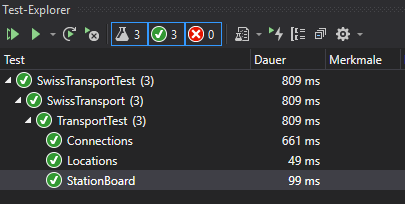 Test-Explorer
3 3 0
Test Dauer Merkmale
SwissTransportTest (3) 809 ms
SwissTransport (3) 809 ms
TransportTest (3) 809 ms
Connections 661 ms
Locations 49 ms
StationBoard 99 ms